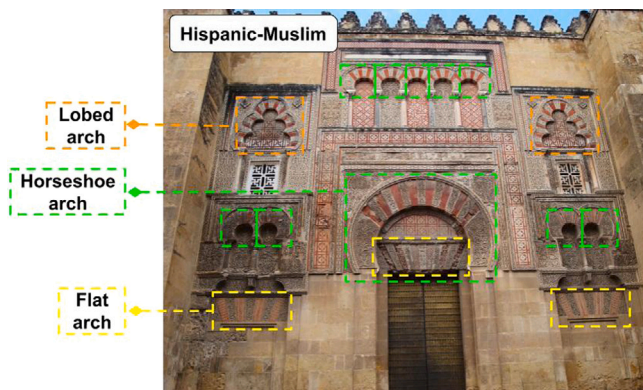 Hispanic-Muslim
Lobed
arch
Horseshoe
arch
Flat
arch